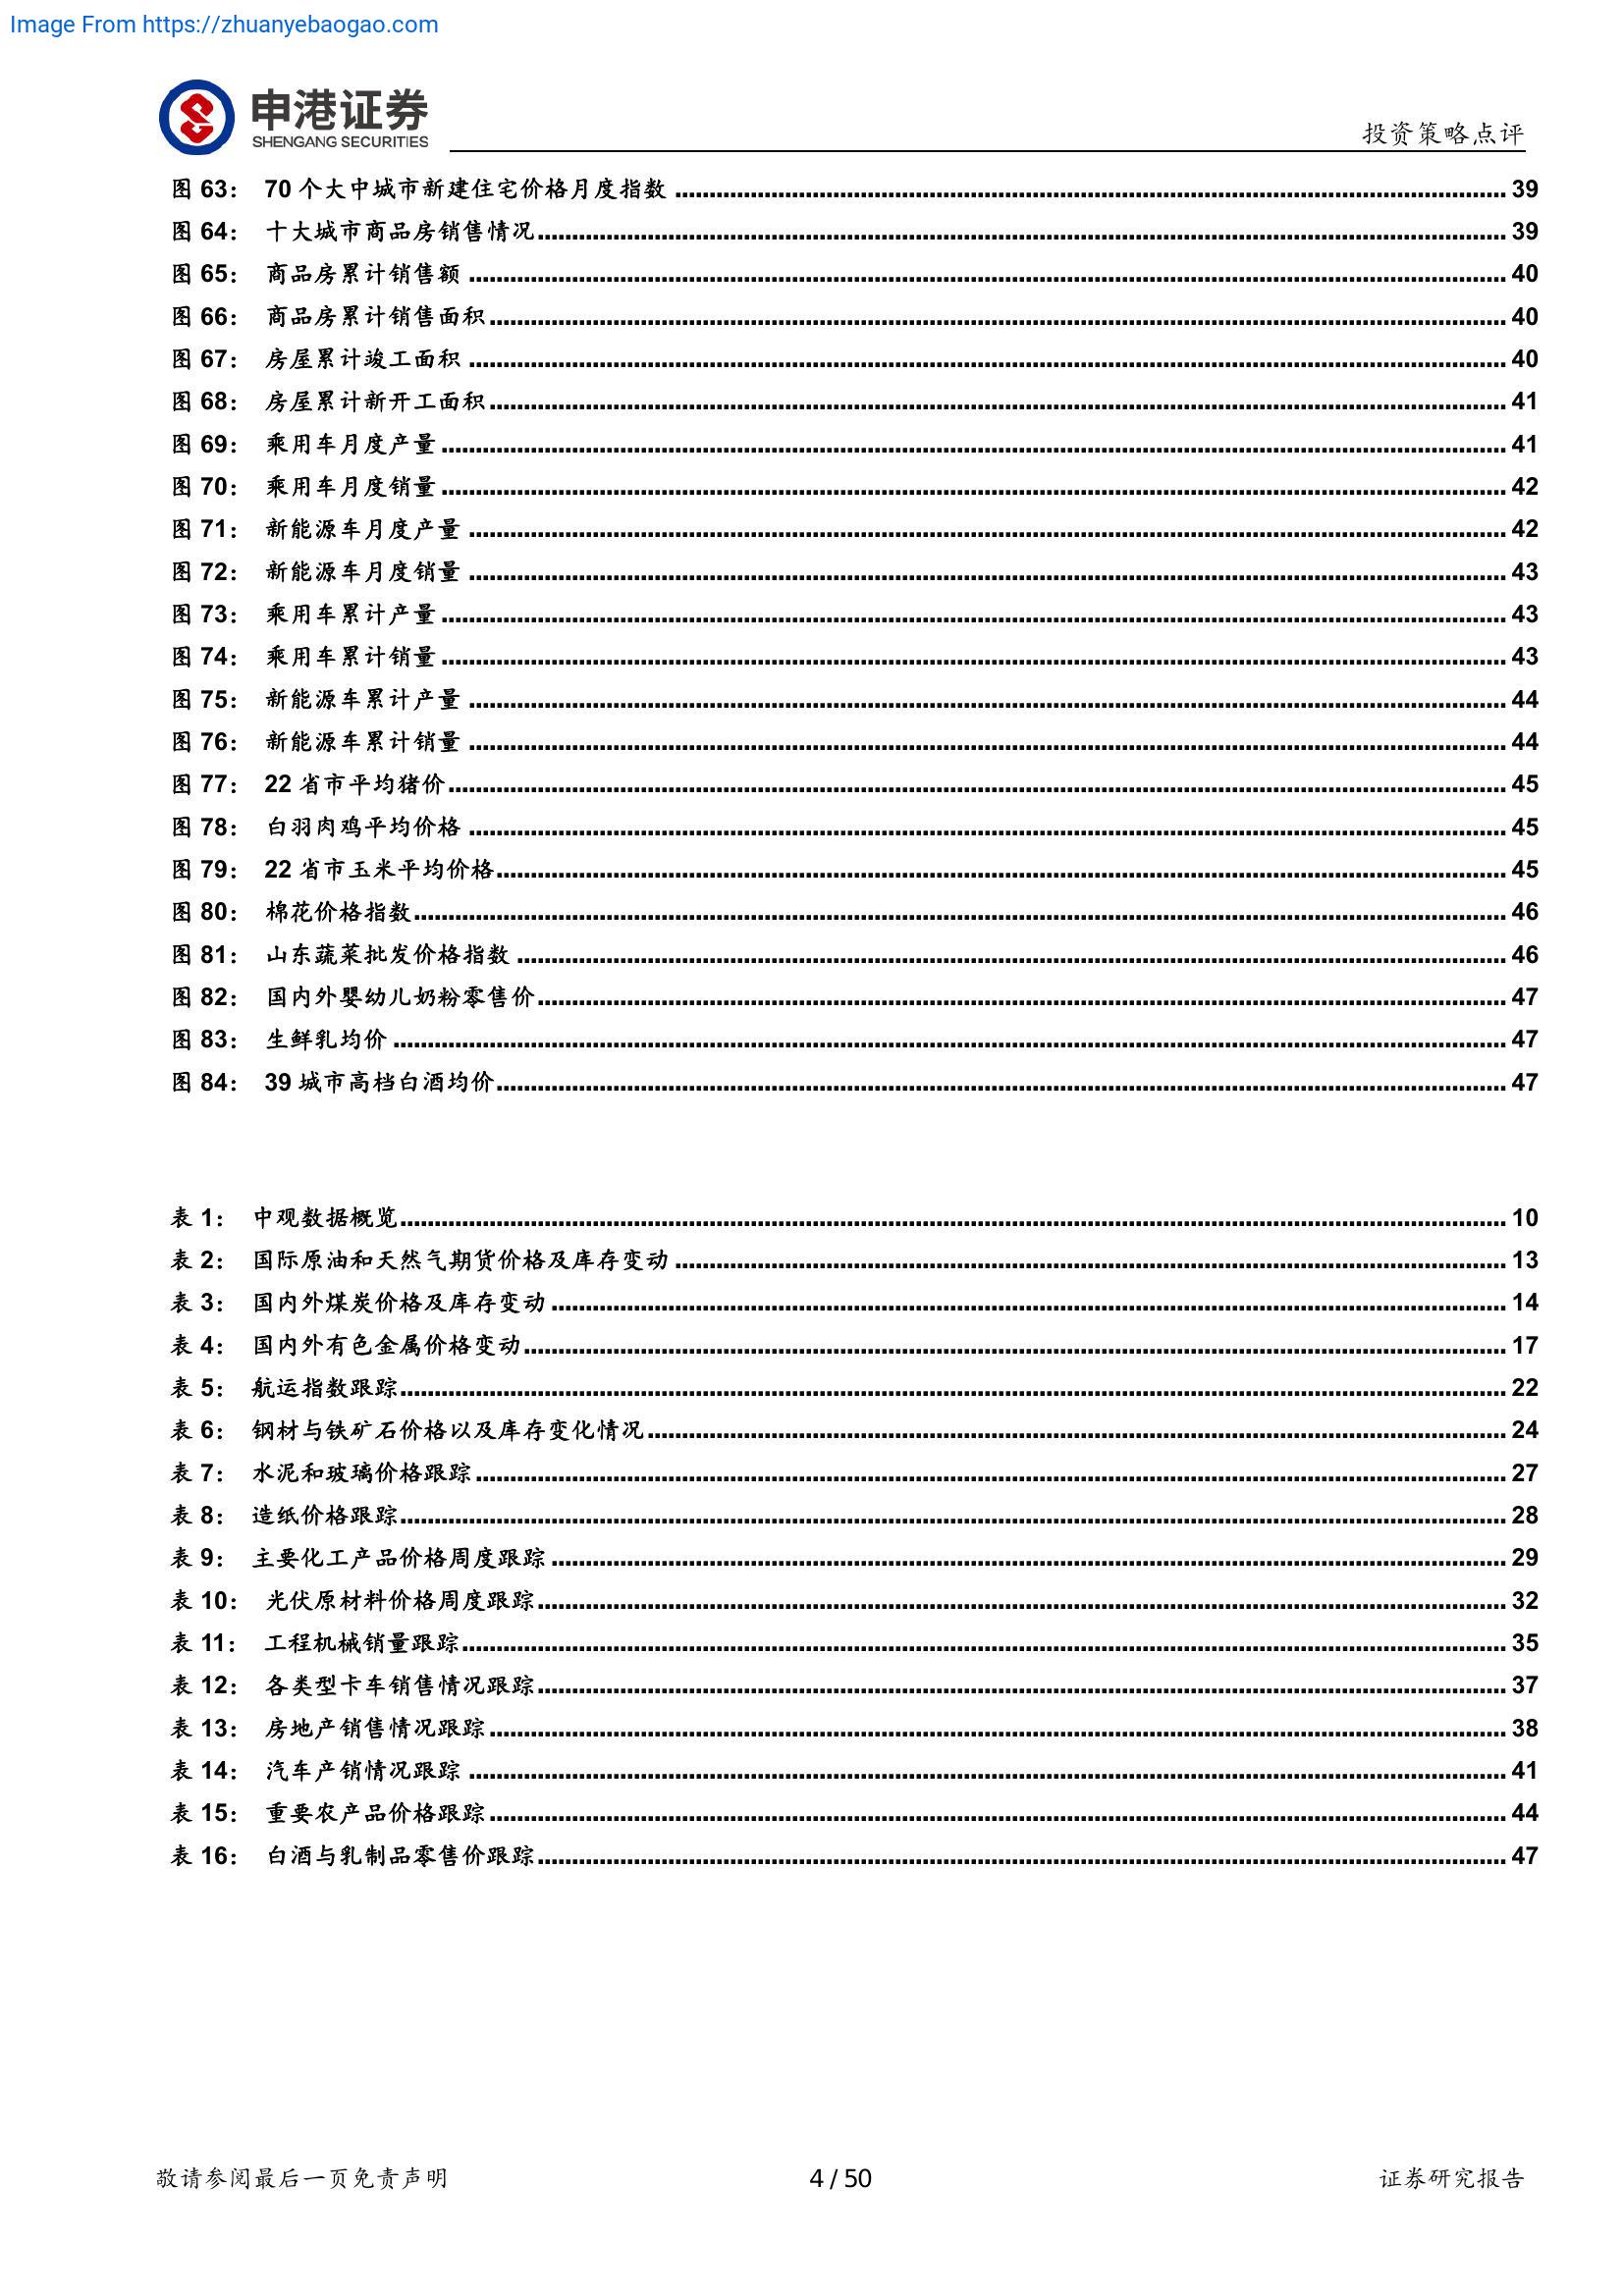 Image From https://zhuanyebaogao.com
申港证券
SHENGANG SECURITIES
投资策略点评
图 63： 70 个大中城市新建住宅价格月度指数 39
图 64： 十大城市商品房销售情况 39
图 65： 商品房累计销售额 40
图 66： 商品房累计销售面积 40
图 67： 房屋累计竣工面积 40
图 68： 房屋累计新开工面积 41
图 69： 乘用车月度产量 41
图 70： 乘用车月度销量 42
图 71： 新能源车月度产量 42
图 72： 新能源车月度销量 43
图 73： 乘用车累计产量 43
图 74： 乘用车累计销量 43
图 75： 新能源车累计产量 44
图 76： 新能源车累计销量 44
图 77： 22 省市平均猪价 45
图 78： 白羽肉鸡平均价格 45
图 79： 22 省市玉米平均价格 45
图 80： 棉花价格指数 46
图 81： 山东蔬菜批发价格指数 46
图 82： 国内外婴幼儿奶粉零售价 47
图 83： 生鲜乳均价 47
图 84： 39 城市高档白酒均价 47
表 1： 中观数据概览 10
表 2： 国际原油和天然气期货价格及库存变动 13
表 3： 国内外煤炭价格及库存变动 14
表 4： 国内外有色金属价格变动 17
表 5： 航运指数跟踪 22
表 6： 钢材与铁矿石价格以及库存变化情况 24
表 7： 水泥和玻璃价格跟踪 27
表 8： 造纸价格跟踪 28
表 9： 主要化工产品价格周度跟踪 29
表 10： 光伏原材料价格周度跟踪 32
表 11： 工程机械销量跟踪 35
表 12： 各类型卡车销售情况跟踪 37
表 13： 房地产销售情况跟踪 38
表 14： 汽车产销情况跟踪 41
表 15： 重要农产品价格跟踪 44
表 16： 白酒与乳制品零售价跟踪 47
敬请参阅最后一页免责声明 4 / 50 证券研究报告